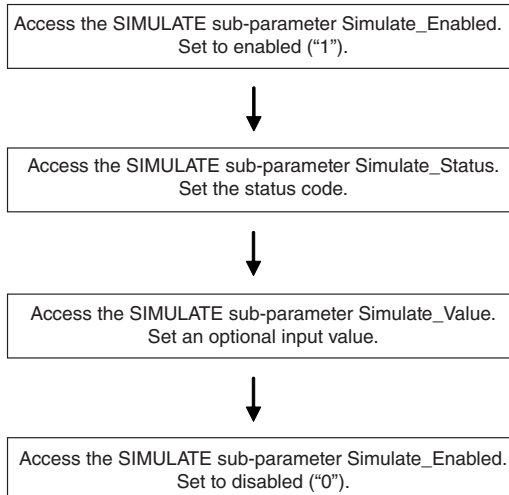 Access the SIMULATE sub-parameter Simulate_Enabled.
Set to enabled (“1”).
Access the SIMULATE sub-parameter Simulate_Status.
Set the status code.
Access the SIMULATE sub-parameter Simulate_Value.
Set an optional input value.
Access the SIMULATE sub-parameter Simulate_Enabled.
Set to disabled (“0”).